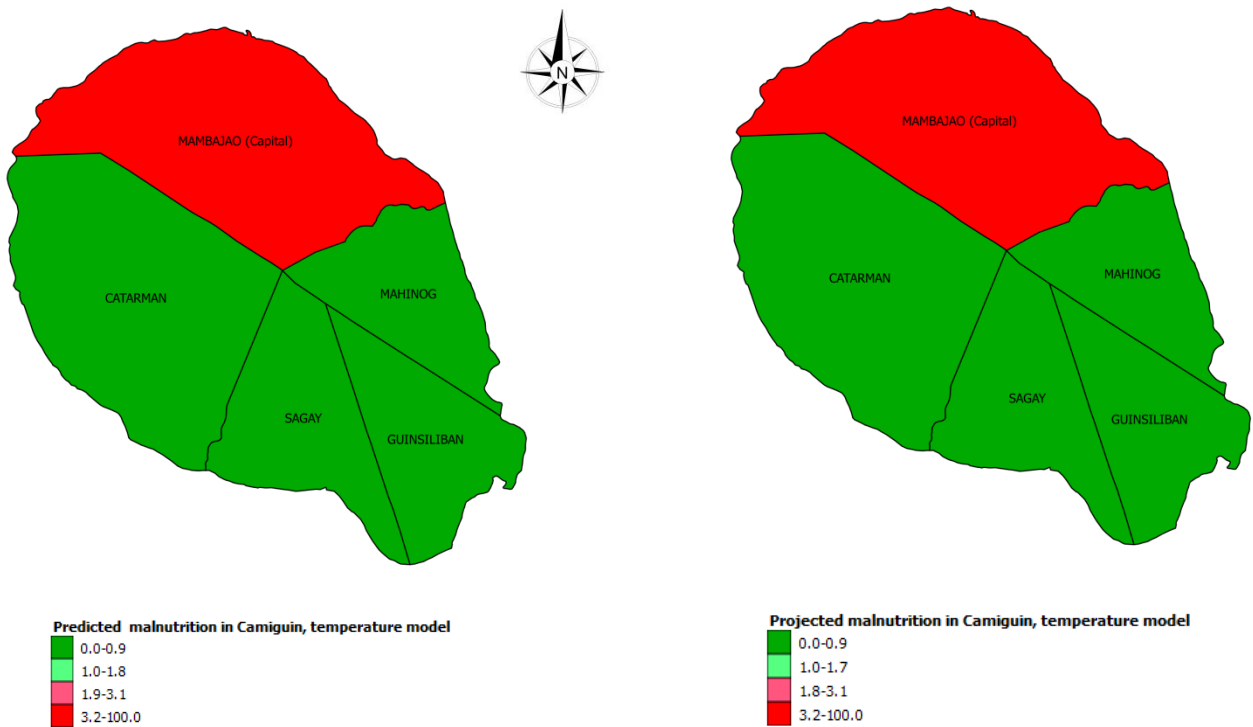 N
MAMBAJAO (Capital)
CATARMAN
MAHINOG
SAGAY
GUINSILIBAN
Predicted malnutrition in Camiguin, temperature model
0.0-0.9
1.0-1.8
1.9-3.1
3.2-100.0
MAMBAJAO (Capital)
CATARMAN
MAHINOG
SAGAY
GUINSILIBAN
Projected malnutrition in Camiguin, temperature model
0.0-0.9
1.0-1.7
1.8-3.1
3.2-100.0